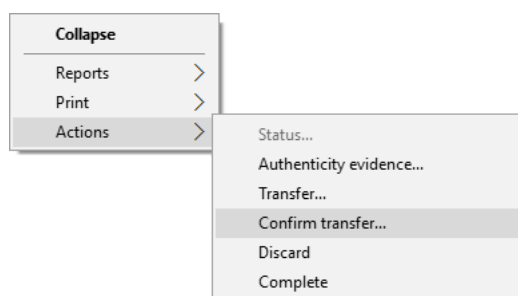 Collapse
Reports
Print
Actions
Status...
Authenticity evidence...
Transfer...
Confirm transfer...
Discard
Complete